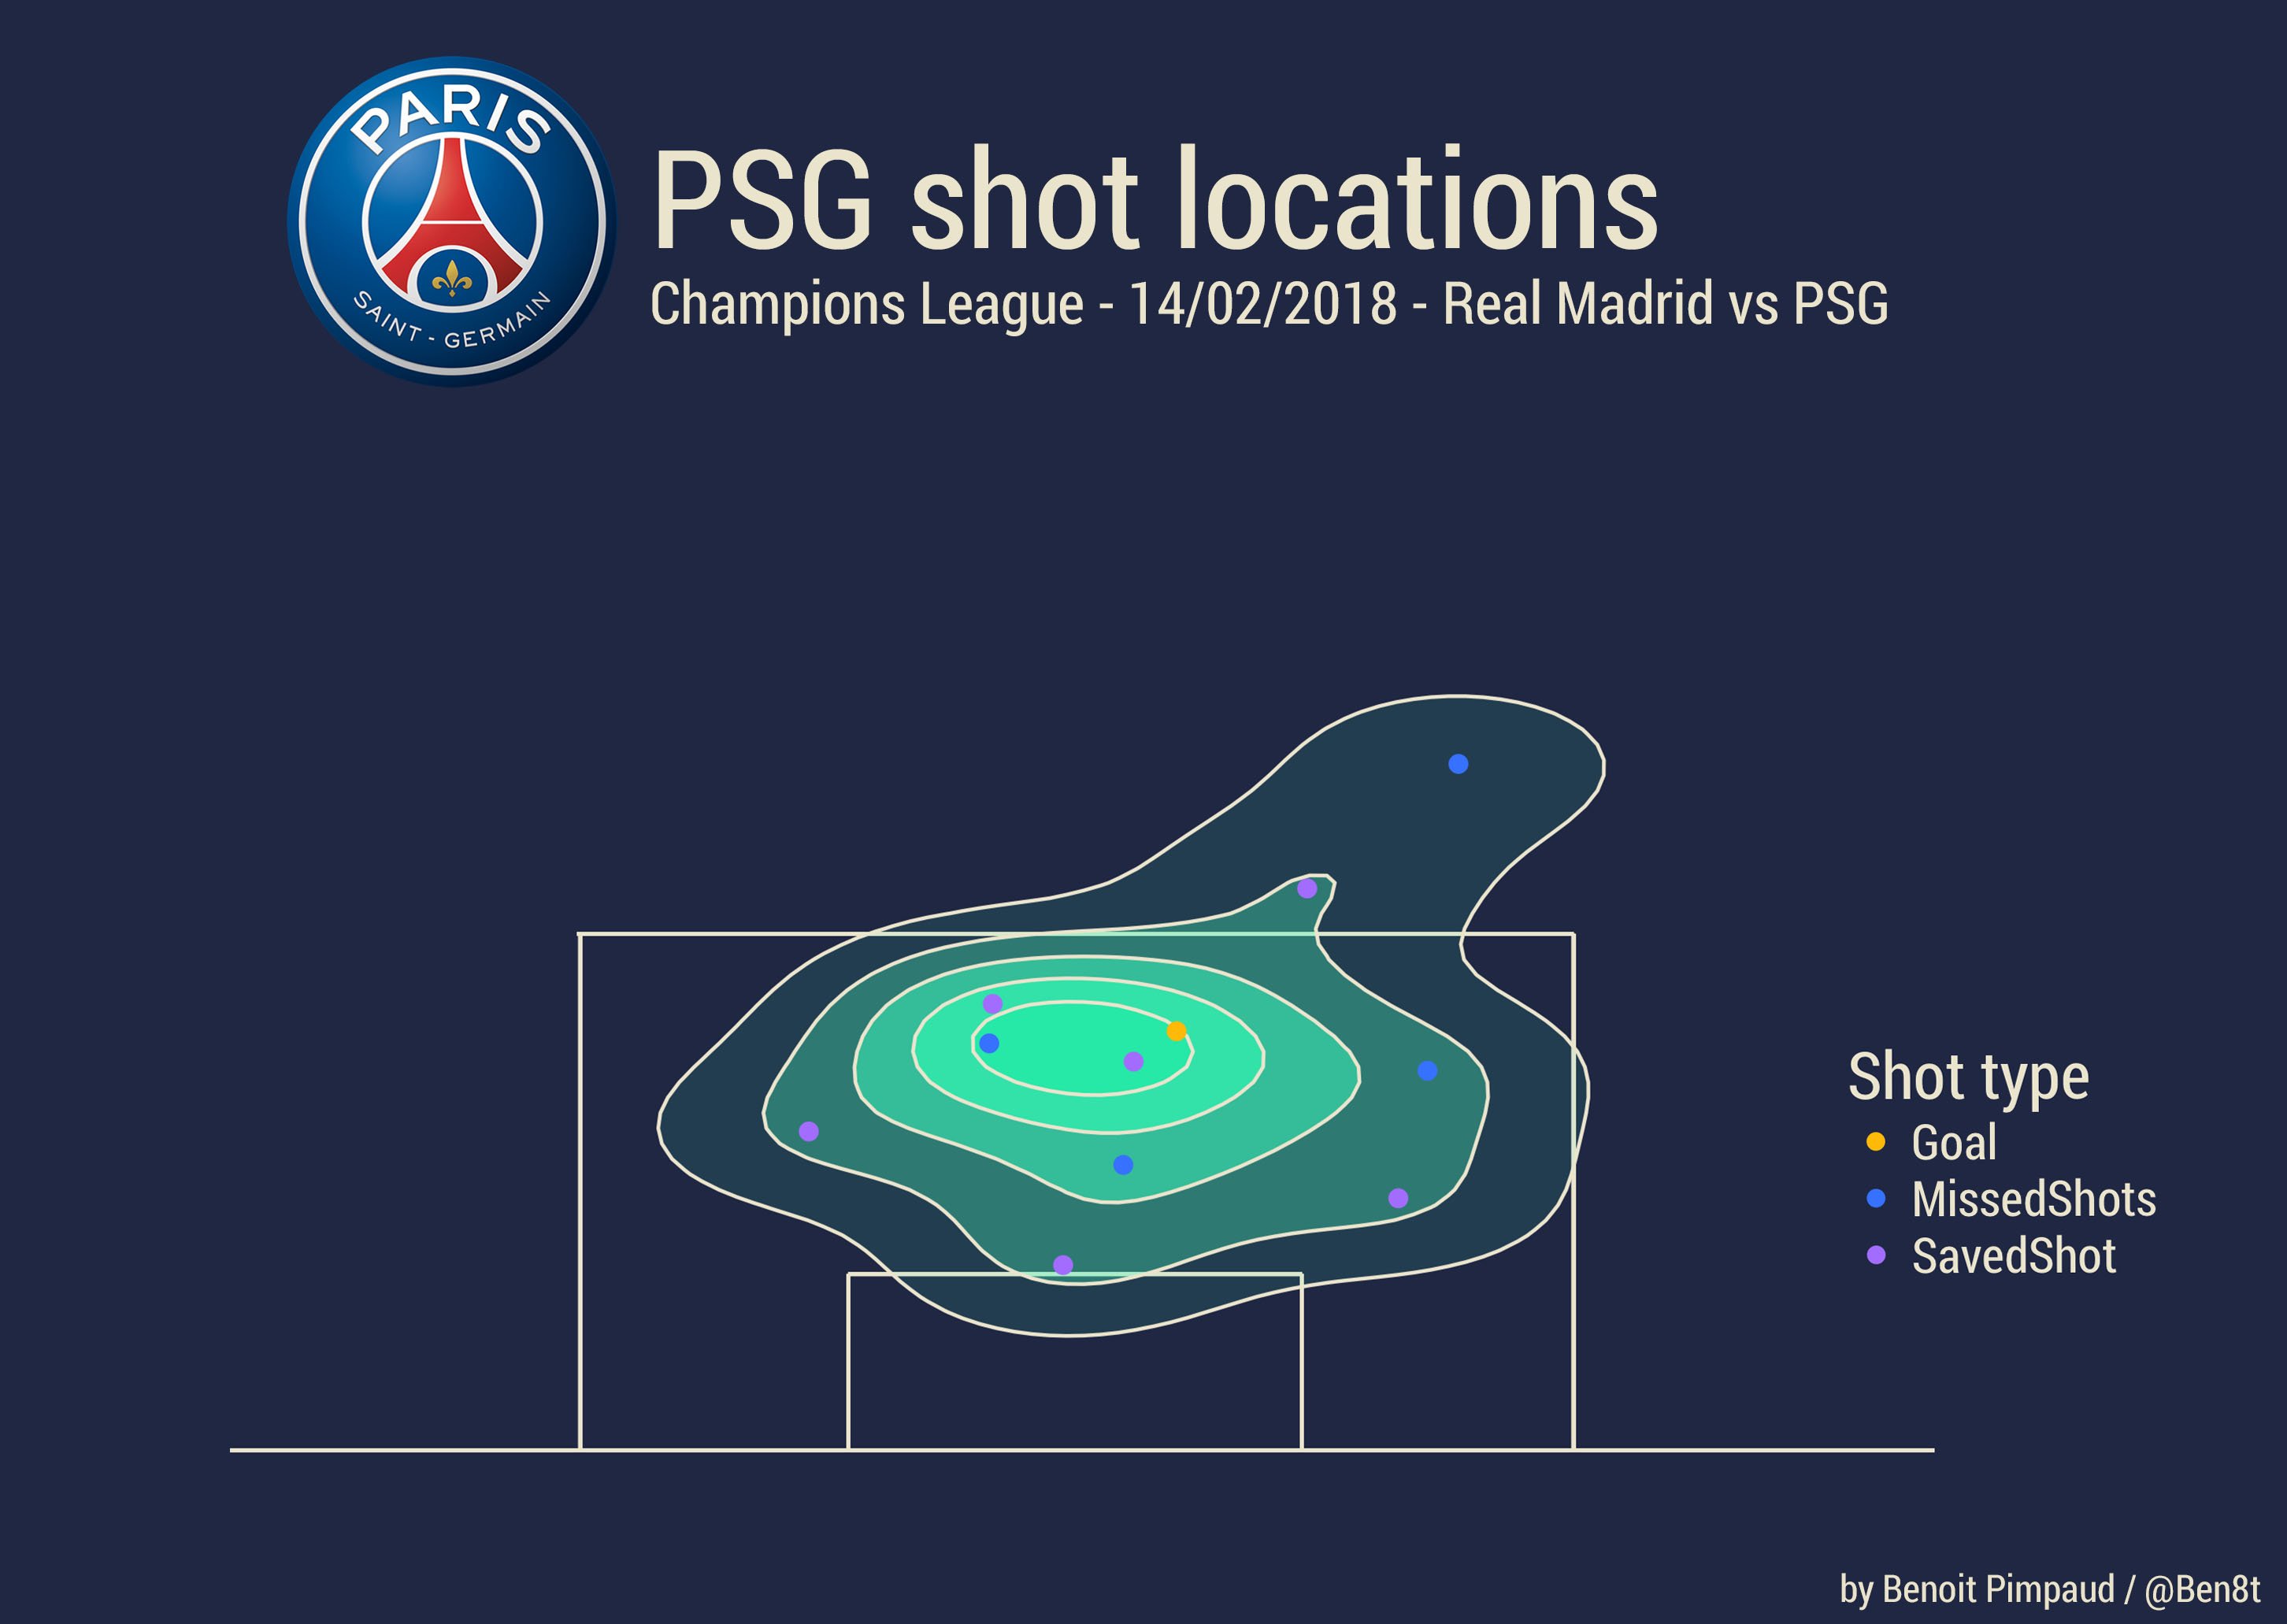 PARIS
SAINT - GERMAIN
PSG shot locations
Champions League - 14/02/2018 - Real Madrid vs PSG
Shot type
Goal
MissedShots
SavedShot
by Benoit Pimpaud / @Ben8t